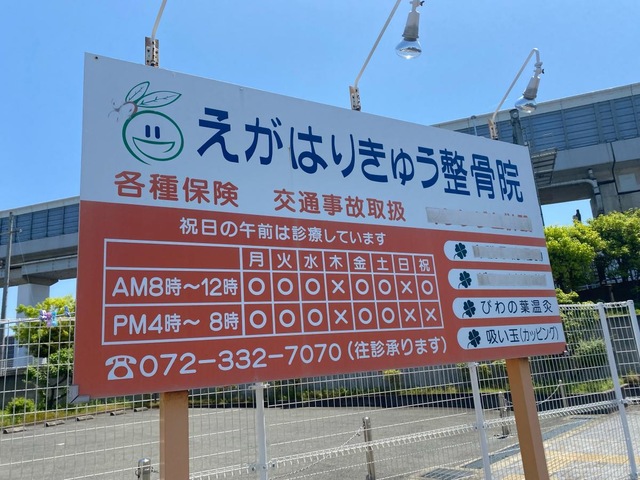 えがはりきゅう整骨院
各種保険 交通事故取扱
祝日の午前は診療しています
月 火 水 木 金 土 日 祝
AM8時〜12時 ○ ○ ○ × ○ ○ × ○
PM4時〜8時 ○ ○ ○ × ○ × × ×
☎072-332-7070(往診承ります)
びわの葉温灸
吸い玉(カッピング)